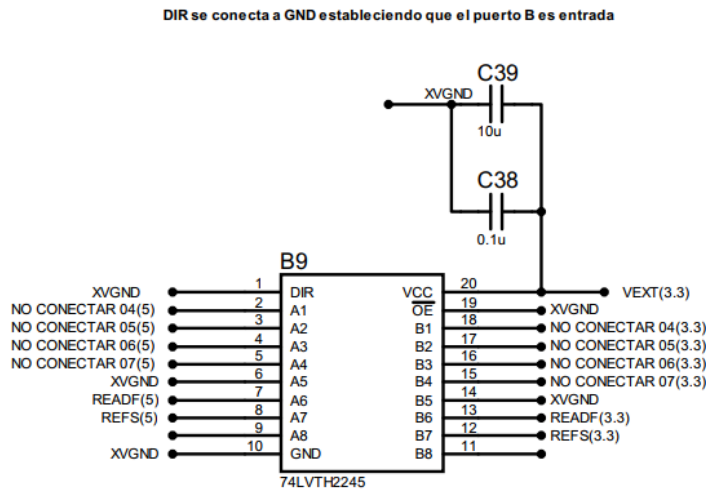 DIR se conecta a GND estableciendo que el puerto B es entrada
C39
XVGND
10u
C38
0.1u
B9
XVGND 1 DIR VCC 20 VEXT(3.3)
NO CONECTAR 04(5) 2 A1 OE 19 XVGND
NO CONECTAR 05(5) 3 A2 B1 18 NO CONECTAR 04(3.3)
NO CONECTAR 06(5) 4 A3 B2 17 NO CONECTAR 05(3.3)
NO CONECTAR 07(5) 5 A4 B3 16 NO CONECTAR 06(3.3)
XVGND 6 A5 B4 15 NO CONECTAR 07(3.3)
READF(5) 7 A6 B5 14 XVGND
REFS(5) 8 A7 B6 13 READF(3.3)
9 A8 B7 12 REFS(3.3)
XVGND 10 GND B8 11
74LVTH2245